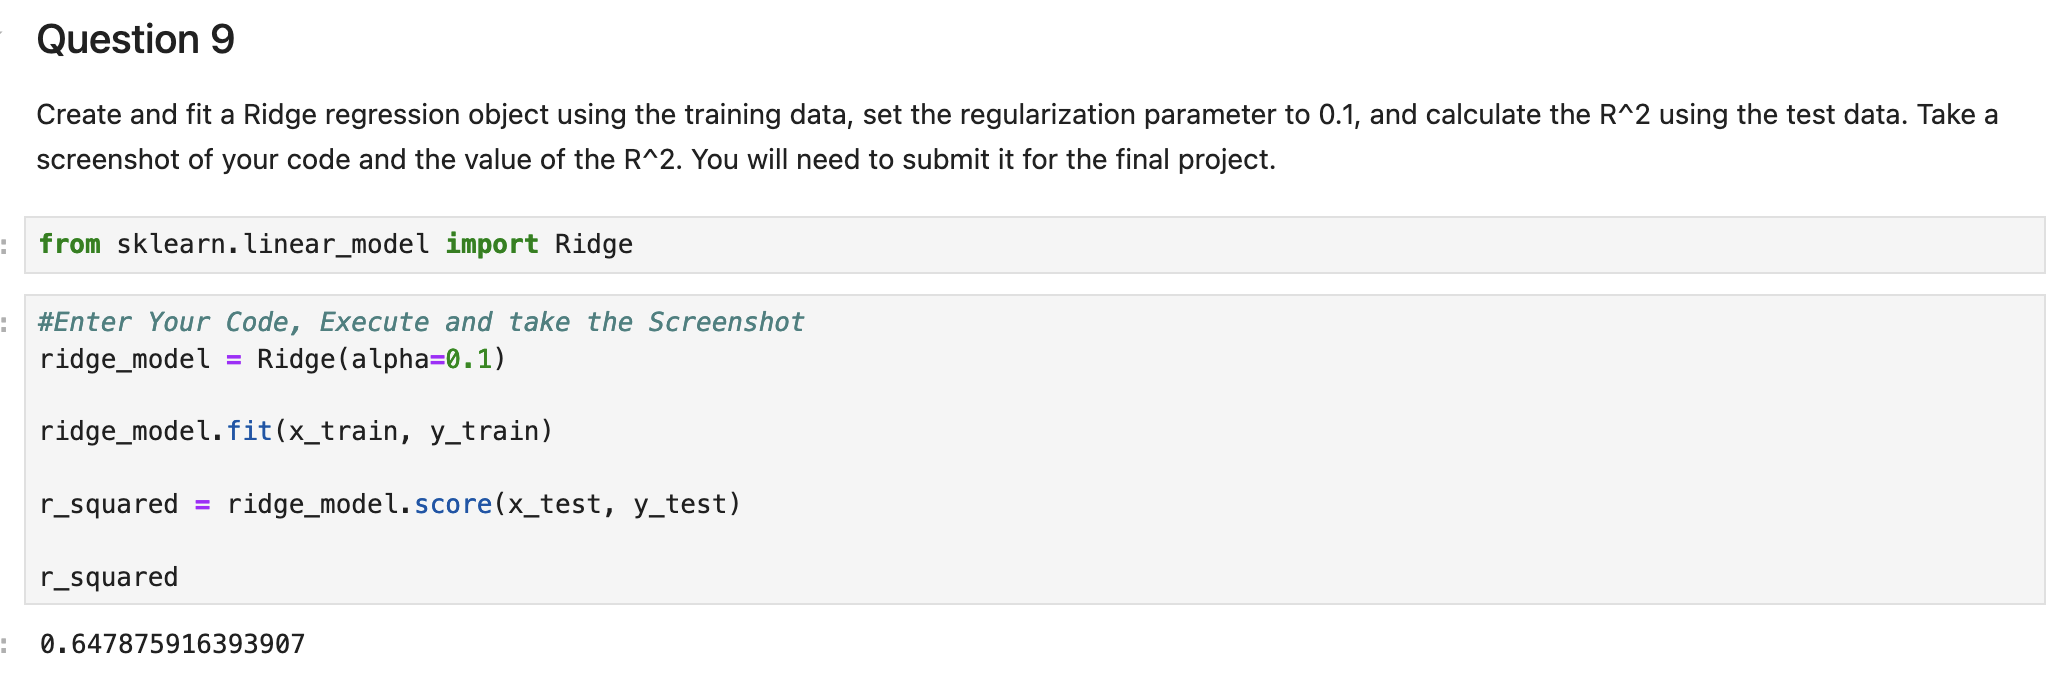 Question 9
Create and fit a Ridge regression object using the training data, set the regularization parameter to 0.1, and calculate the R^2 using the test data. Take a
screenshot of your code and the value of the R^2. You will need to submit it for the final project.
: from sklearn.linear_model import Ridge
: #Enter Your Code, Execute and take the Screenshot
ridge_model = Ridge(alpha=0.1)
ridge_model.fit(x_train, y_train)
r_squared = ridge_model.score(x_test, y_test)
r_squared
: 0.647875916393907